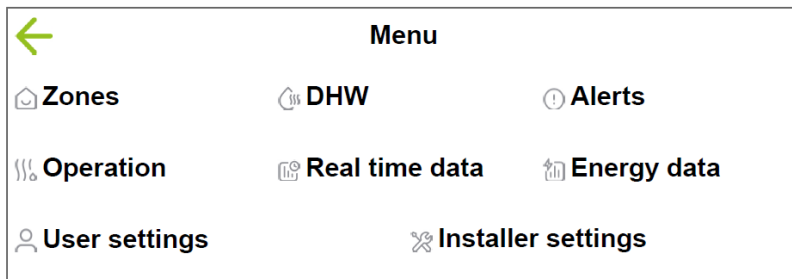 Menu
Zones DHW Alerts
Operation Real time data Energy data
User settings Installer settings